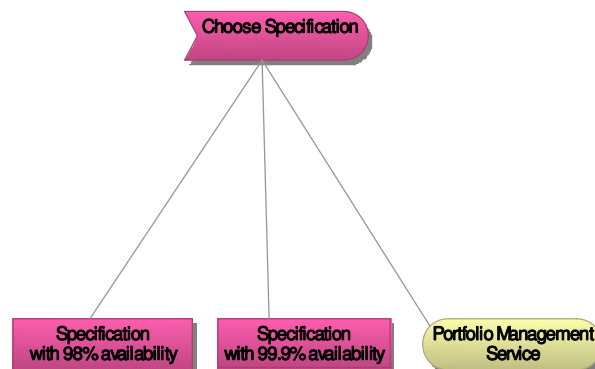 Choose Specification
Specification
with 98% availability
Specification
with 99.9% availability
Portfolio Management
Service